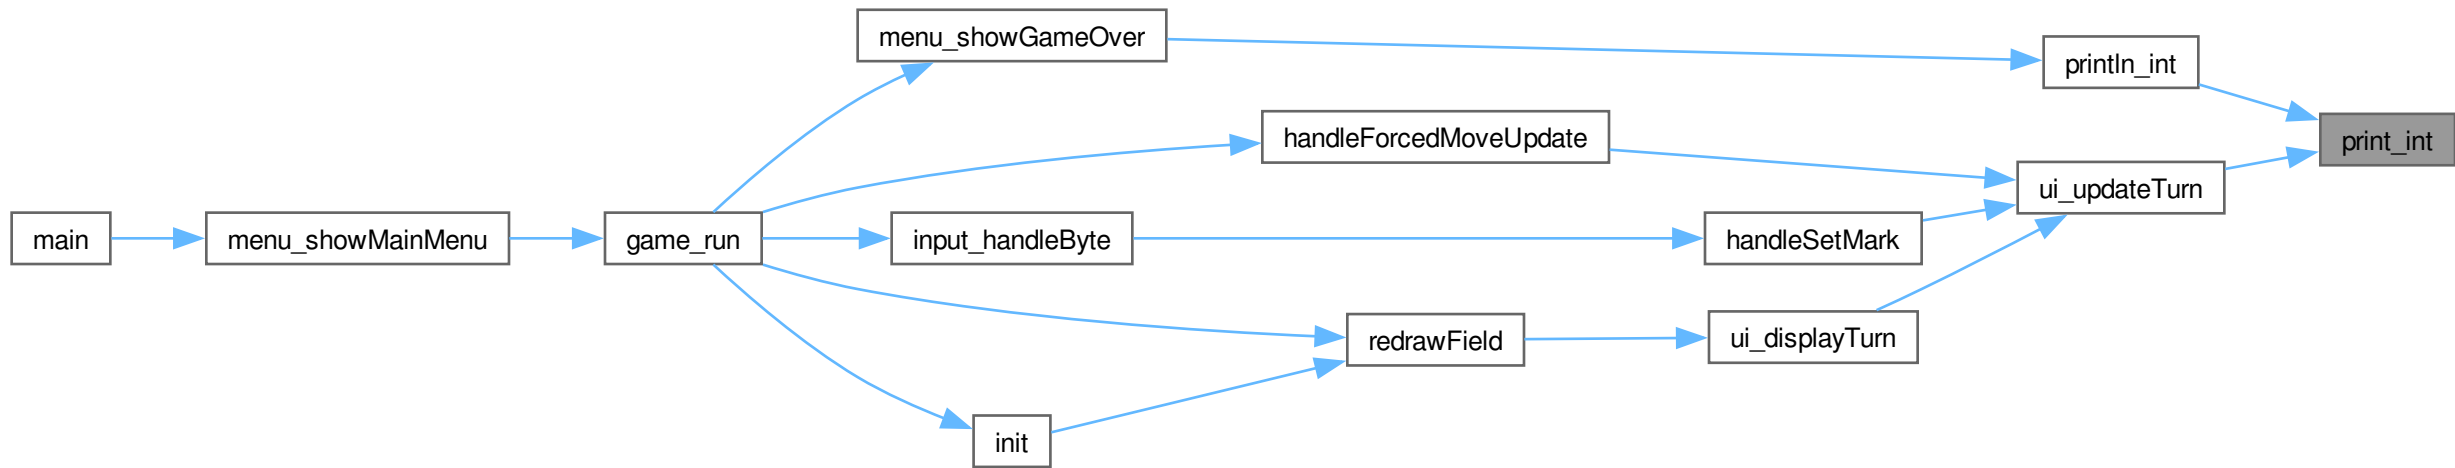 menu_showGameOver
println_int
handleForcedMoveUpdate
print_int
ui_updateTurn
main
menu_showMainMenu
game_run
input_handleByte
handleSetMark
redrawField
ui_displayTurn
init